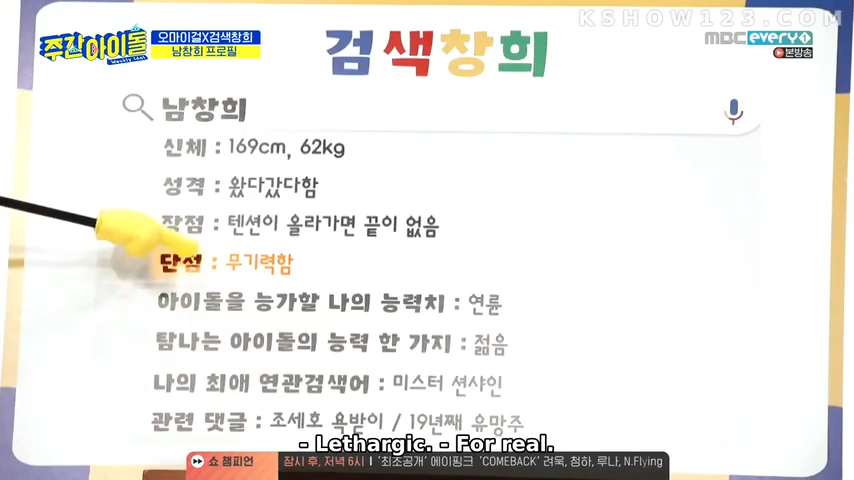 주간아이돌
Weekly Idol
오마이걸X검색창희
남창희 프로필
KSHOW123.COM
MBC every1
본방송
검색창희
남창희
신체 : 169cm, 62kg
성격 : 왔다갔다함
장점 : 텐션이 올라가면 끝이 없음
단점 : 무기력함
아이돌을 능가할 나의 능력치 : 연륜
탐나는 아이돌의 능력 한 가지 : 젊음
나의 최애 연관검색어 : 미스터 션샤인
관련 댓글 : 조세호 욕받이 / 19년째 유망주
- Lethargic. - For real.
쇼 챔피언
잠시 후, 저녁 6시 | '최초공개' 에이핑크 'COMEBACK' 려욱, 청하, 루나, N.Flying